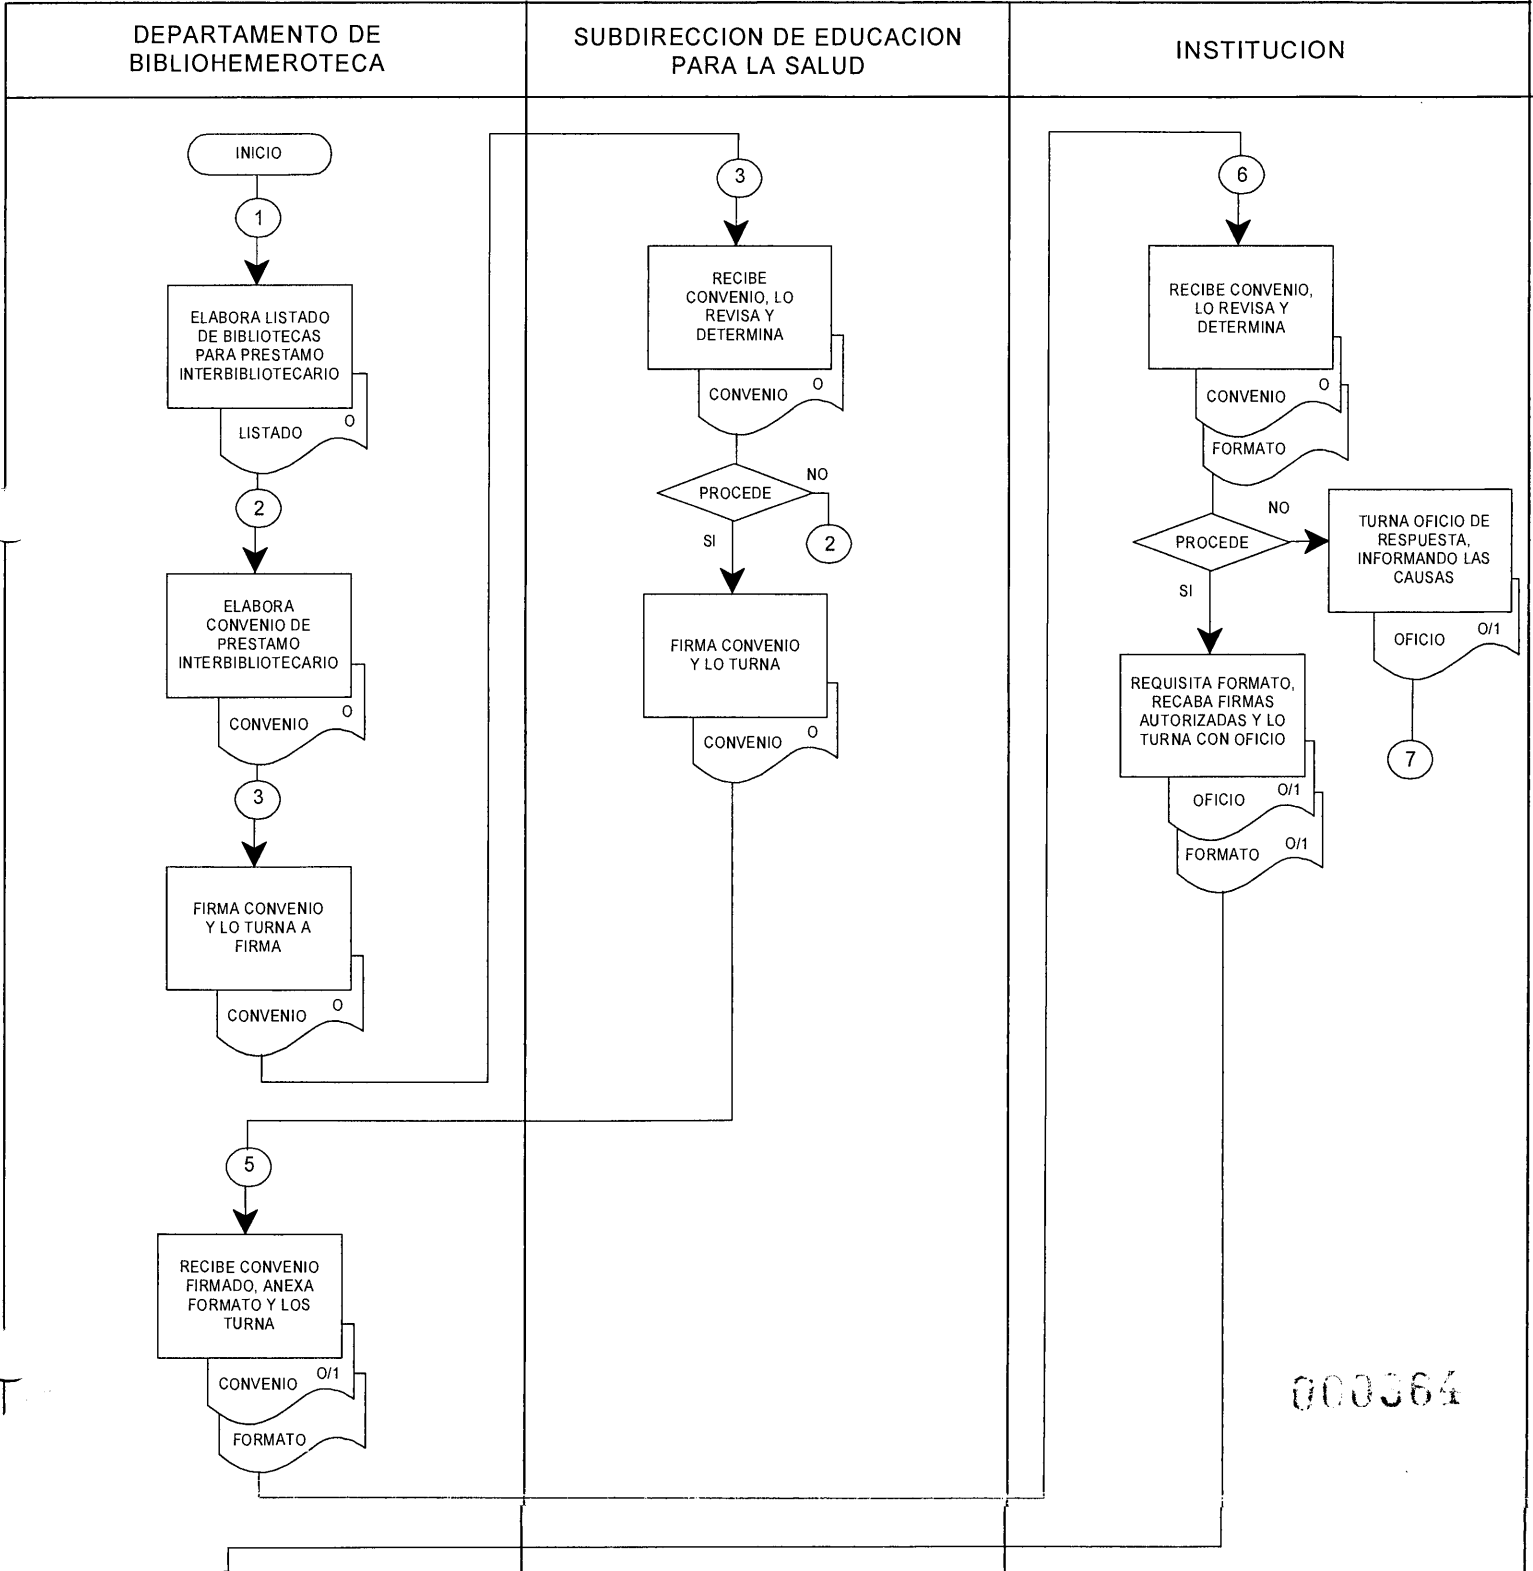 DEPARTAMENTO DE
BIBLIOHEMEROTECA
SUBDIRECCION DE EDUCACION
PARA LA SALUD
INSTITUCION
INICIO
1
ELABORA LISTADO
DE BIBLIOTECAS
PARA PRESTAMO
INTERBIBLIOTECARIO
O
LISTADO
2
ELABORA
CONVENIO DE
PRESTAMO
INTERBIBLIOTECARIO
O
CONVENIO
3
FIRMA CONVENIO
Y LO TURNA A
FIRMA
O
CONVENIO
5
RECIBE CONVENIO
FIRMADO, ANEXA
FORMATO Y LOS
TURNA
O/1
CONVENIO
FORMATO
3
RECIBE
CONVENIO, LO
REVISA Y
DETERMINA
O
CONVENIO
NO
PROCEDE
SI
2
FIRMA CONVENIO
Y LO TURNA
O
CONVENIO
6
RECIBE CONVENIO,
LO REVISA Y
DETERMINA
O
CONVENIO
FORMATO
NO
PROCEDE
SI
TURNA OFICIO DE
RESPUESTA,
INFORMANDO LAS
CAUSAS
O/1
OFICIO
7
REQUISITA FORMATO,
RECABA FIRMAS
AUTORIZADAS Y LO
TURNA CON OFICIO
O/1
OFICIO
O/1
FORMATO
000364